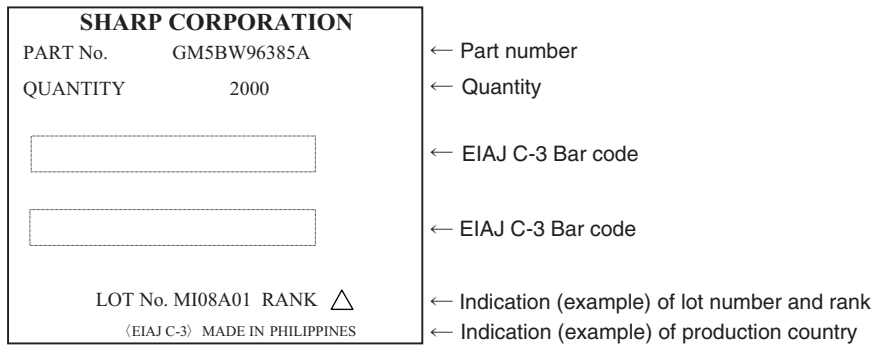 SHARP CORPORATION
PART No. GM5BW96385A ← Part number
QUANTITY 2000 ← Quantity
← EIAJ C-3 Bar code
← EIAJ C-3 Bar code
LOT No. MI08A01 RANK △ ← Indication (example) of lot number and rank
〈EIAJ C-3〉 MADE IN PHILIPPINES ← Indication (example) of production country